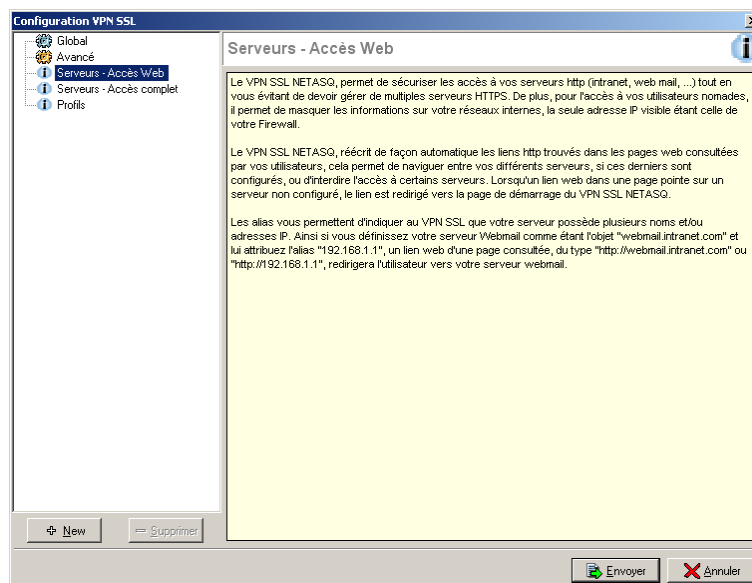 Configuration VPN SSL
Global
Avancé
Serveurs - Accès Web
Serveurs - Accès complet
Profils
Serveurs - Accès Web
Le VPN SSL NETASQ, permet de sécuriser les accès à vos serveurs http (intranet, web mail, ...) tout en
vous évitant de devoir gérer de multiples serveurs HTTPS. De plus, pour l'accès à vos utilisateurs nomades,
il permet de masquer les informations sur votre réseaux internes, la seule adresse IP visible étant celle de
votre Firewall.
Le VPN SSL NETASQ, réécrit de façon automatique les liens http trouvés dans les pages web consultées
par vos utilisateurs, cela permet de naviguer entre vos différents serveurs, si ces derniers sont
configurés, ou d'interdire l'accès à certains serveurs. Lorsqu'un lien web dans une page pointe sur un
serveur non configuré, le lien est redirigé vers la page de démarrage du VPN SSL NETASQ.
Les alias vous permettent d'indiquer au VPN SSL que votre serveur possède plusieurs noms et/ou
adresses IP. Ainsi si vous définissez votre serveur Webmail comme étant l'objet "webmail.intranet.com" et
lui attribuez l'alias "192.168.1.1", un lien web d'une page consultée, du type "http://webmail.intranet.com" ou
"http://192.168.1.1", redirigera l'utilisateur vers votre serveur webmail.
New
Supprimer
Envoyer
Annuler